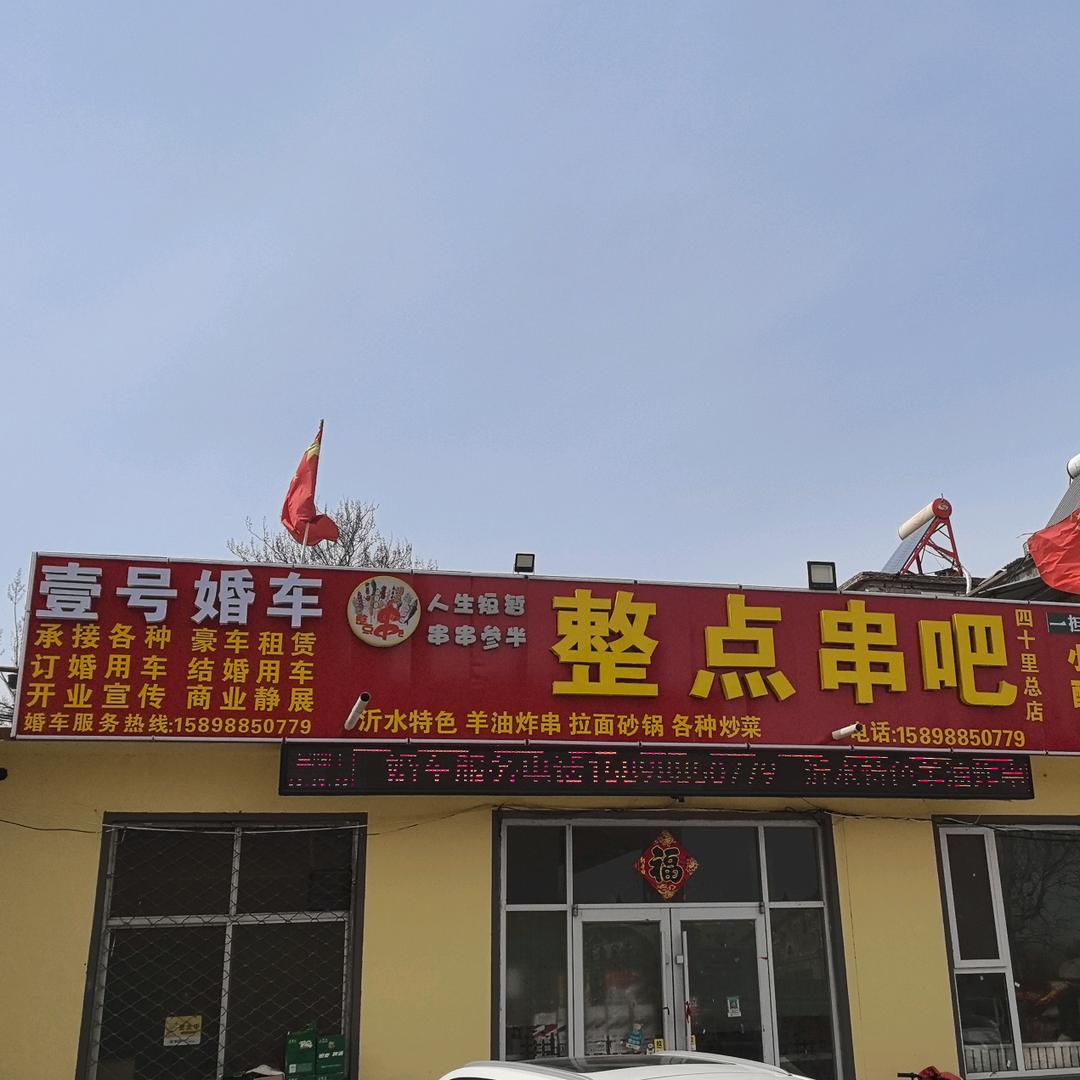 壹号婚车
承接各种 豪车租赁
订婚用车 结婚用车
开业宣传 商业静展
婚车服务热线:15898850779
人生短暂
串串参半
整点串吧
四十里总店
沂水特色 羊油炸串 拉面砂锅 各种炒菜
电话:15898850779
福